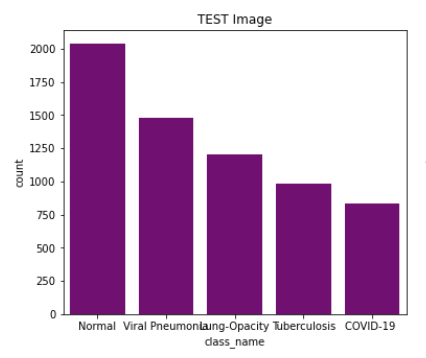 TEST Image
2000
1750
1500
1250
1000
750
500
250
0
count
Normal Viral Pneumonia Lung-Opacity Tuberculosis COVID-19
class_name